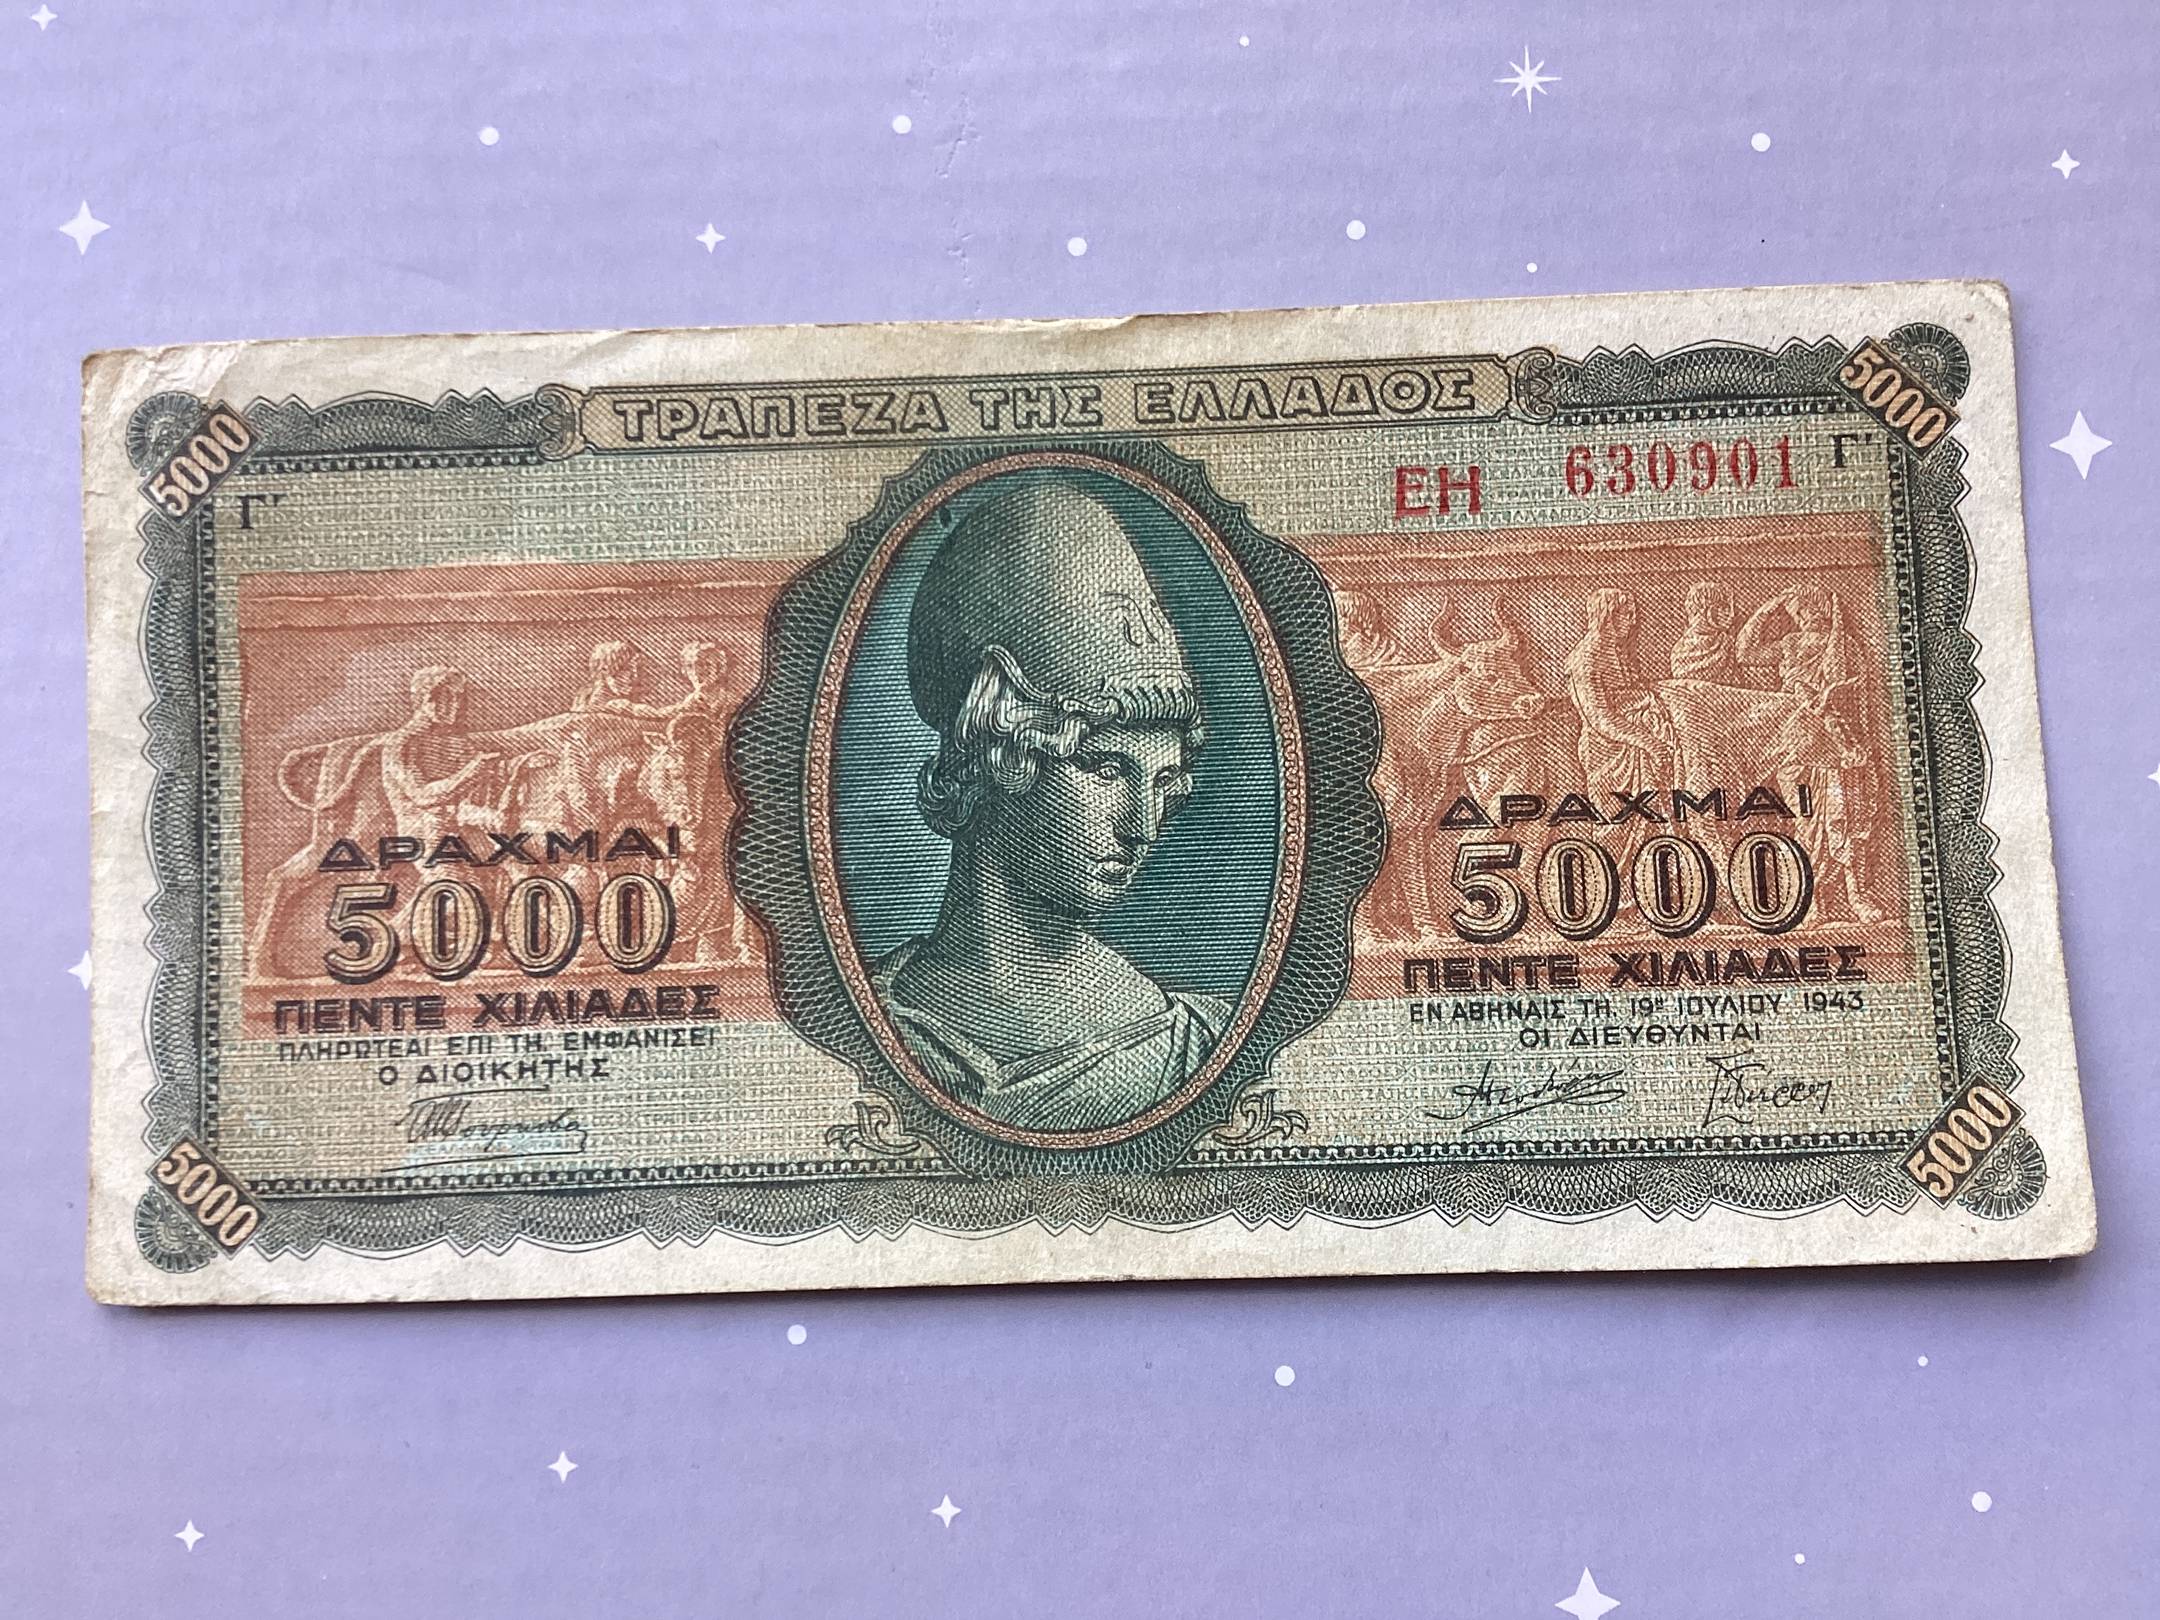 5000
ΤΡΑΠΕΖΑ ΤΗΣ ΕΛΛΑΔΟΣ
5000
Γ'
ΕΗ 630901
Γ'
ΔΡΑΧΜΑΙ
5000
ΠΕΝΤΕ ΧΙΛΙΑΔΕΣ
ΠΛΗΡΩΤΕΑΙ ΕΠΙ ΤΗ, ΕΜΦΑΝΙΣΕΙ
Ο ΔΙΟΙΚΗΤΗΣ
ΔΡΑΧΜΑΙ
5000
ΠΕΝΤΕ ΧΙΛΙΑΔΕΣ
ΕΝ ΑΘΗΝΑΙΣ ΤΗ, 19ῃ ΙΟΥΛΙΟΥ 1943
ΟΙ ΔΙΕΥΘΥΝΤΑΙ
5000
5000